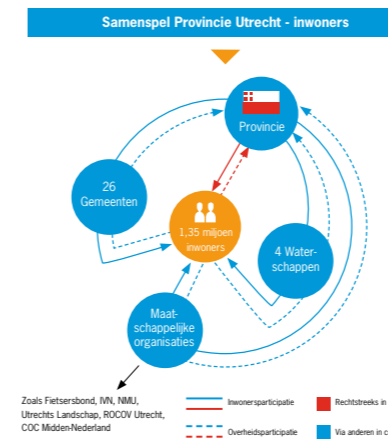 Samenspel Provincie Utrecht - inwoners
Provincie
26
Gemeenten
1,35 miljoen
inwoners
4 Water-
schappen
Maat-
schappelijke
organisaties
Zoals Fietsersbond, IVN, NMU,
Utrechts Landschap, ROCOV Utrecht,
COC Midden-Nederland
Inwonersparticipatie
Overheidsparticipatie
Rechtstreeks in
Via anderen in c